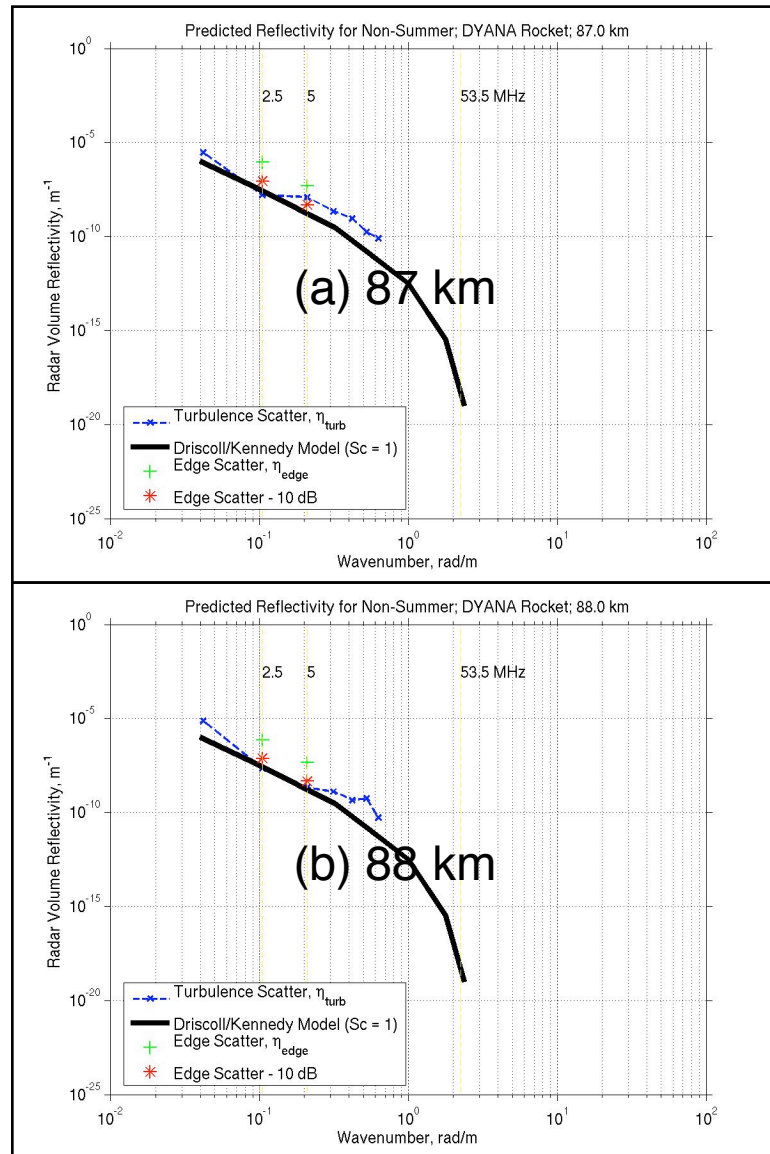 Predicted Reflectivity for Non-Summer; DYANA Rocket; 87.0 km
10^0
10^-5
10^-10
10^-15
10^-20
10^-25
Radar Volume Reflectivity, m^-1
2.5 5 53.5 MHz
(a) 87 km
Turbulence Scatter, η_turb
Driscoll/Kennedy Model (Sc = 1)
Edge Scatter, η_edge
Edge Scatter - 10 dB
10^-2 10^-1 10^0 10^1 10^2
Wavenumber, rad/m
Predicted Reflectivity for Non-Summer; DYANA Rocket; 88.0 km
10^0
10^-5
10^-10
10^-15
10^-20
10^-25
Radar Volume Reflectivity, m^-1
2.5 5 53.5 MHz
(b) 88 km
Turbulence Scatter, η_turb
Driscoll/Kennedy Model (Sc = 1)
Edge Scatter, η_edge
Edge Scatter - 10 dB
10^-2 10^-1 10^0 10^1 10^2
Wavenumber, rad/m